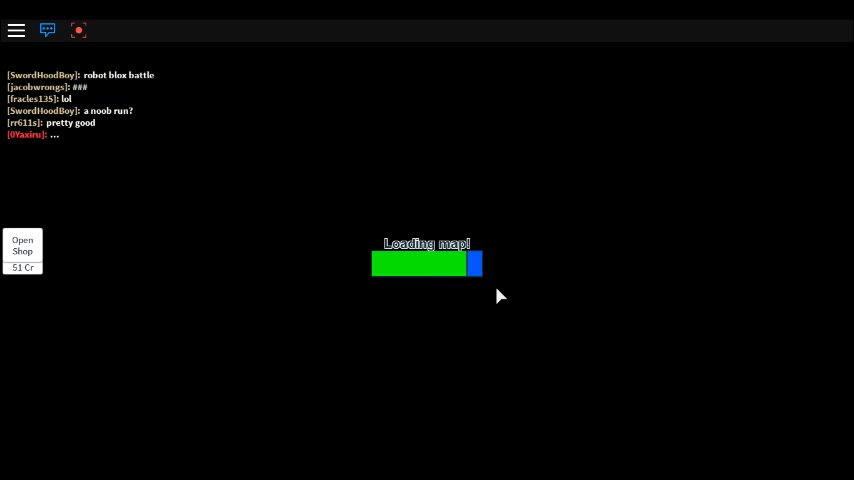 [SwordHoodBoy]: robot blox battle
[jacobwrongs]: ###
[fracles135]: lol
[SwordHoodBoy]: a noob run?
[rr611s]: pretty good
[0Yaxiru]: ...
Open
Shop
51 Cr
Loading map!